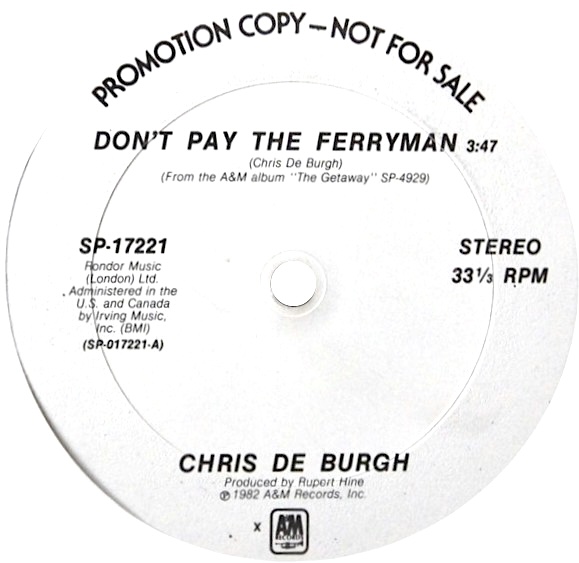 PROMOTION COPY—NOT FOR SALE
DON'T PAY THE FERRYMAN 3:47
(Chris De Burgh)
(From the A&M album "The Getaway" SP-4929)
SP-17221
Rondor Music
(London) Ltd.
Administered in the
U.S. and Canada
by Irving Music,
Inc. (BMI)
(SP-017221-A)
STEREO
33⅓ RPM
CHRIS DE BURGH
Produced by Rupert Hine
℗ 1982 A&M Records, Inc.
x
A&M
RECORDS